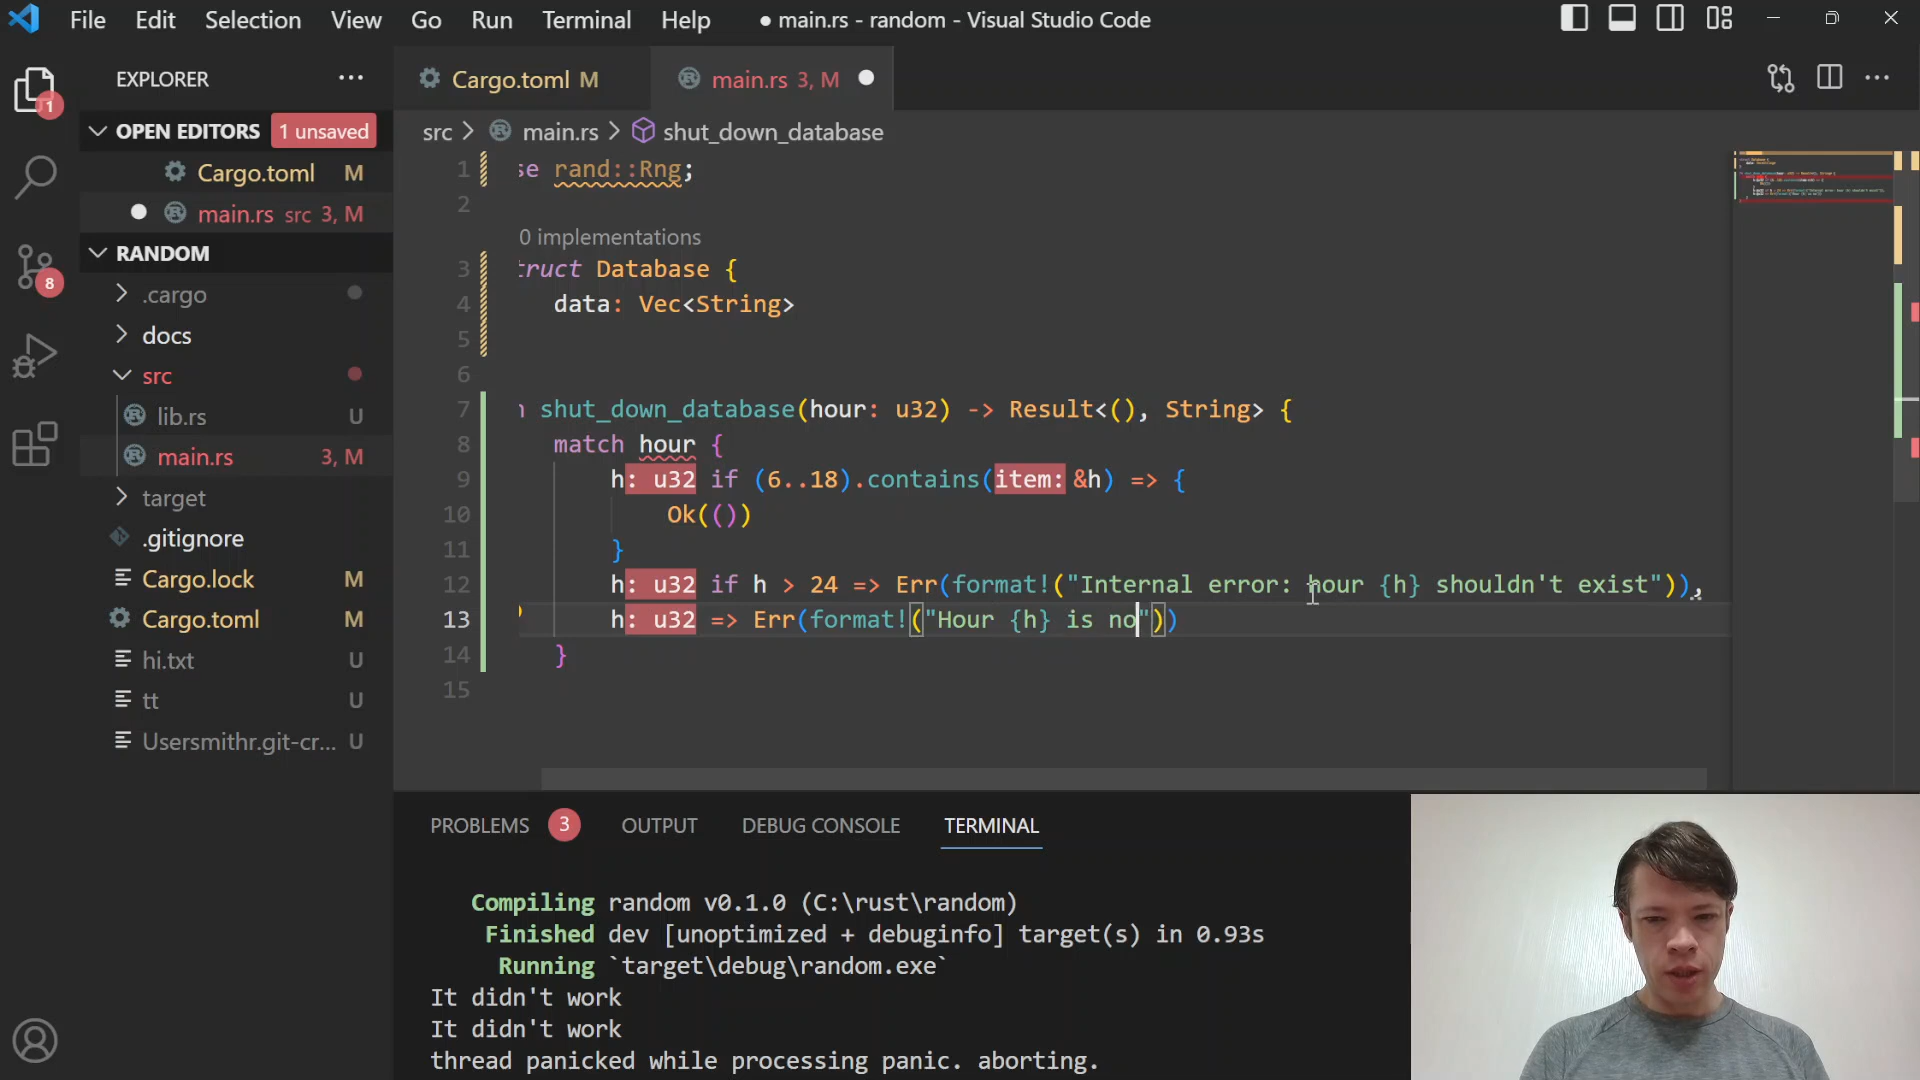 File Edit Selection View Go Run Terminal Help ● main.rs - random - Visual Studio Code
EXPLORER
Cargo.toml M
main.rs 3, M
OPEN EDITORS 1 unsaved
src > main.rs > shut_down_database
Cargo.toml M
main.rs src 3, M
RANDOM
.cargo
docs
src
lib.rs U
main.rs 3, M
target
.gitignore
Cargo.lock M
Cargo.toml M
hi.txt U
tt U
Usersmithr.git-cr... U
1
8
1 se rand::Rng;
2
0 implementations
3 truct Database {
4 data: Vec<String>
5
6
7 n shut_down_database(hour: u32) -> Result<(), String> {
8 match hour {
9 h: u32 if (6..18).contains(item: &h) => {
10 Ok(())
11 }
12 h: u32 if h > 24 => Err(format!("Internal error: hour {h} shouldn't exist")),
13 h: u32 => Err(format!("Hour {h} is no"))
14 }
15
PROBLEMS 3 OUTPUT DEBUG CONSOLE TERMINAL
Compiling random v0.1.0 (C:\rust\random)
Finished dev [unoptimized + debuginfo] target(s) in 0.93s
Running `target\debug\random.exe`
It didn't work
It didn't work
thread panicked while processing panic. aborting.